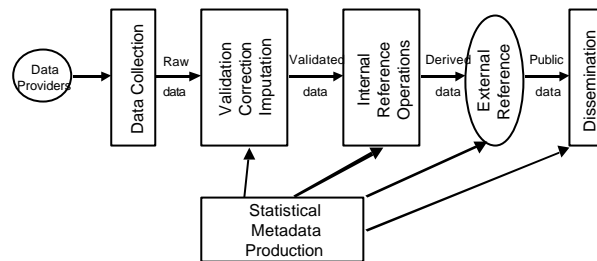 Data
Providers
Data Collection
Raw
data
Validation
Correction
Imputation
Validated
data
Internal
Reference
Operations
Derived
data
External
Reference
Public
data
Dissemination
Statistical
Metadata
Production